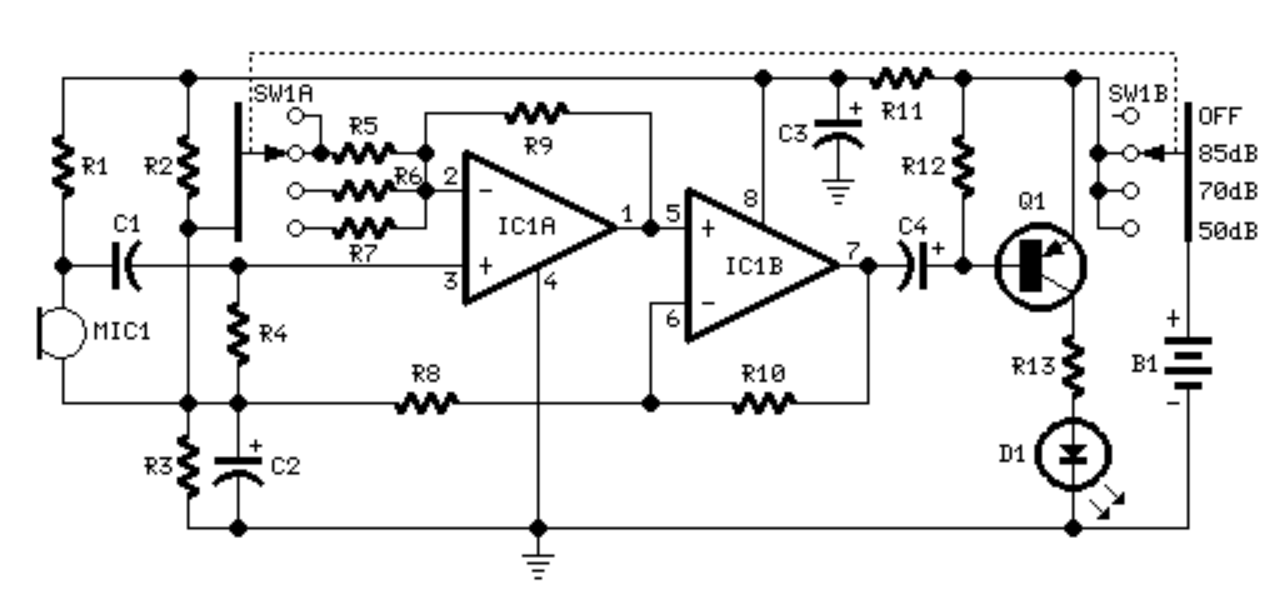 SW1A
SW1B
OFF
R5
C3
+
R11
R9
R1
R2
R12
85dB
R6
2
−
70dB
8
Q1
C1
IC1A
1
5
+
C4
50dB
R7
7
+
3
+
IC1B
4
−
6
MIC1
R4
+
R8
R10
R13
B1
−
+
R3
C2
D1